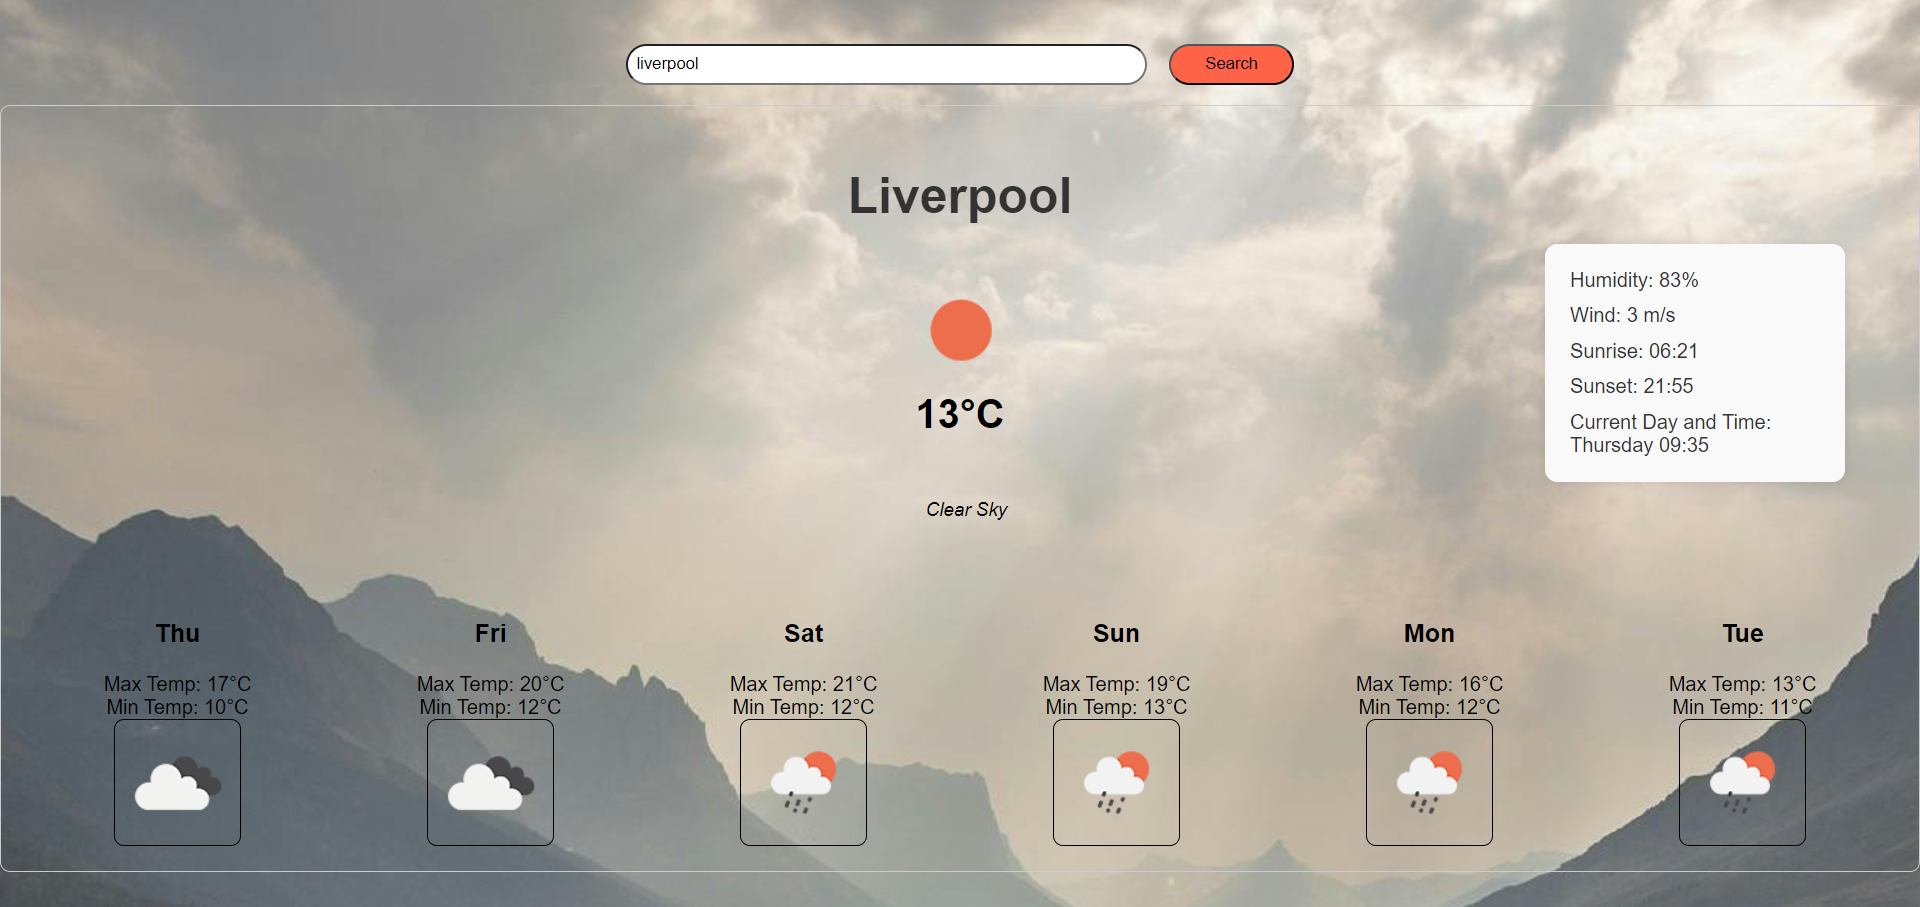 liverpool
Search
Liverpool
13°C
Clear Sky
Humidity: 83%
Wind: 3 m/s
Sunrise: 06:21
Sunset: 21:55
Current Day and Time:
Thursday 09:35
Thu
Max Temp: 17°C
Min Temp: 10°C
Fri
Max Temp: 20°C
Min Temp: 12°C
Sat
Max Temp: 21°C
Min Temp: 12°C
Sun
Max Temp: 19°C
Min Temp: 13°C
Mon
Max Temp: 16°C
Min Temp: 12°C
Tue
Max Temp: 13°C
Min Temp: 11°C